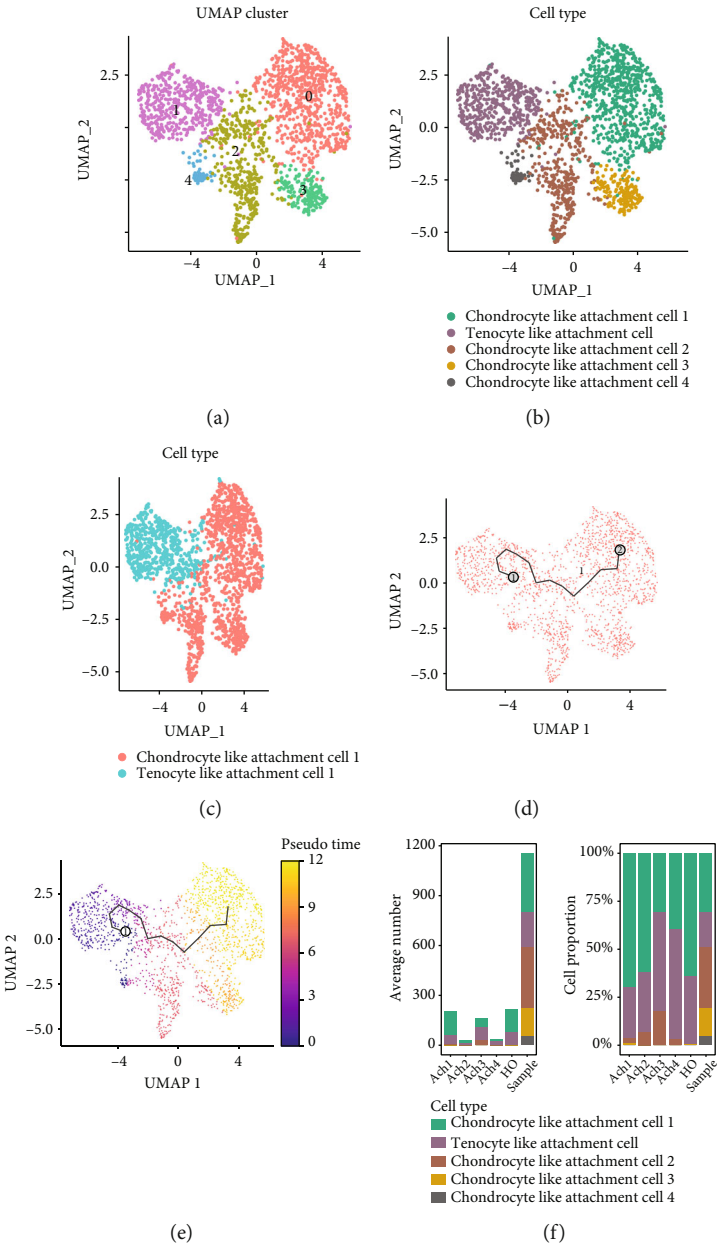 UMAP cluster
2.5
UMAP_2
0
1
2
3
4
−4 0 4
UMAP_1
(a)
Cell type
2.5
0.0
−2.5
−5.0
UMAP_2
−4 0 4
UMAP_1
Chondrocyte like attachment cell 1
Tenocyte like attachment cell
Chondrocyte like attachment cell 2
Chondrocyte like attachment cell 3
Chondrocyte like attachment cell 4
(b)
Cell type
2.5
0.0
−2.5
−5.0
UMAP_2
−4 0 4
UMAP_1
Chondrocyte like attachment cell 1
Tenocyte like attachment cell 1
(c)
2.5
0.0
−2.5
−5.0
UMAP 2
1
1
2
−4 0 4
UMAP 1
(d)
Pseudo time
12
9
6
3
0
2.5
0.0
−2.5
−5.0
UMAP 2
1
−4 0 4
UMAP 1
(e)
1200
900
600
300
0
Average number
Ach1 Ach2 Ach3 Ach4 HO Sample
100%
75%
50%
25%
0%
Cell proportion
Ach1 Ach2 Ach3 Ach4 HO Sample
Cell type
Chondrocyte like attachment cell 1
Tenocyte like attachment cell
Chondrocyte like attachment cell 2
Chondrocyte like attachment cell 3
Chondrocyte like attachment cell 4
(f)